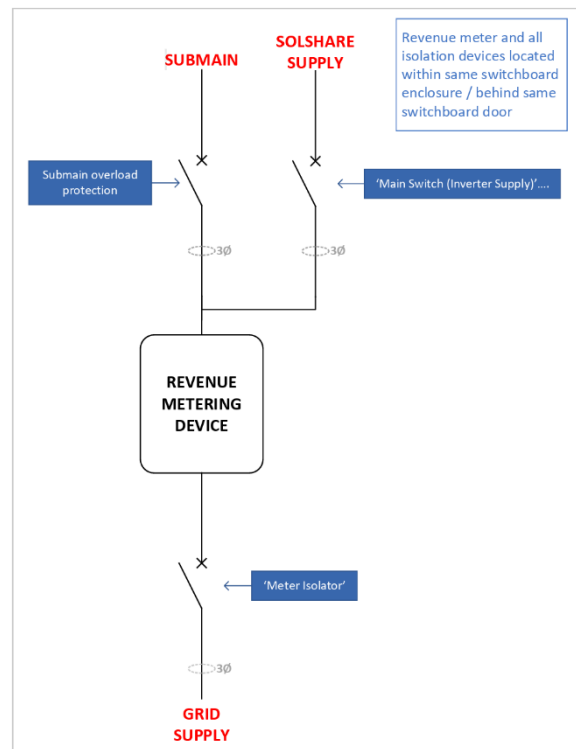 SUBMAIN
SOLSHARE
SUPPLY
Revenue meter and all
isolation devices located
within same switchboard
enclosure / behind same
switchboard door
Submain overload
protection
‘Main Switch (Inverter Supply)’....
3Ø
3Ø
REVENUE
METERING
DEVICE
‘Meter Isolator’
3Ø
GRID
SUPPLY